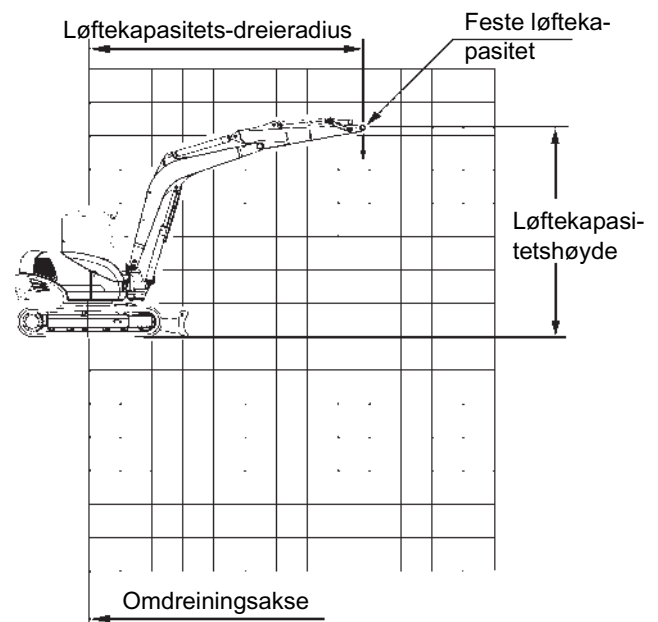 Løftekapasitets-dreieradius
Feste løfteka-
pasitet
Løftekapasi-
tetshøyde
Omdreiningsakse